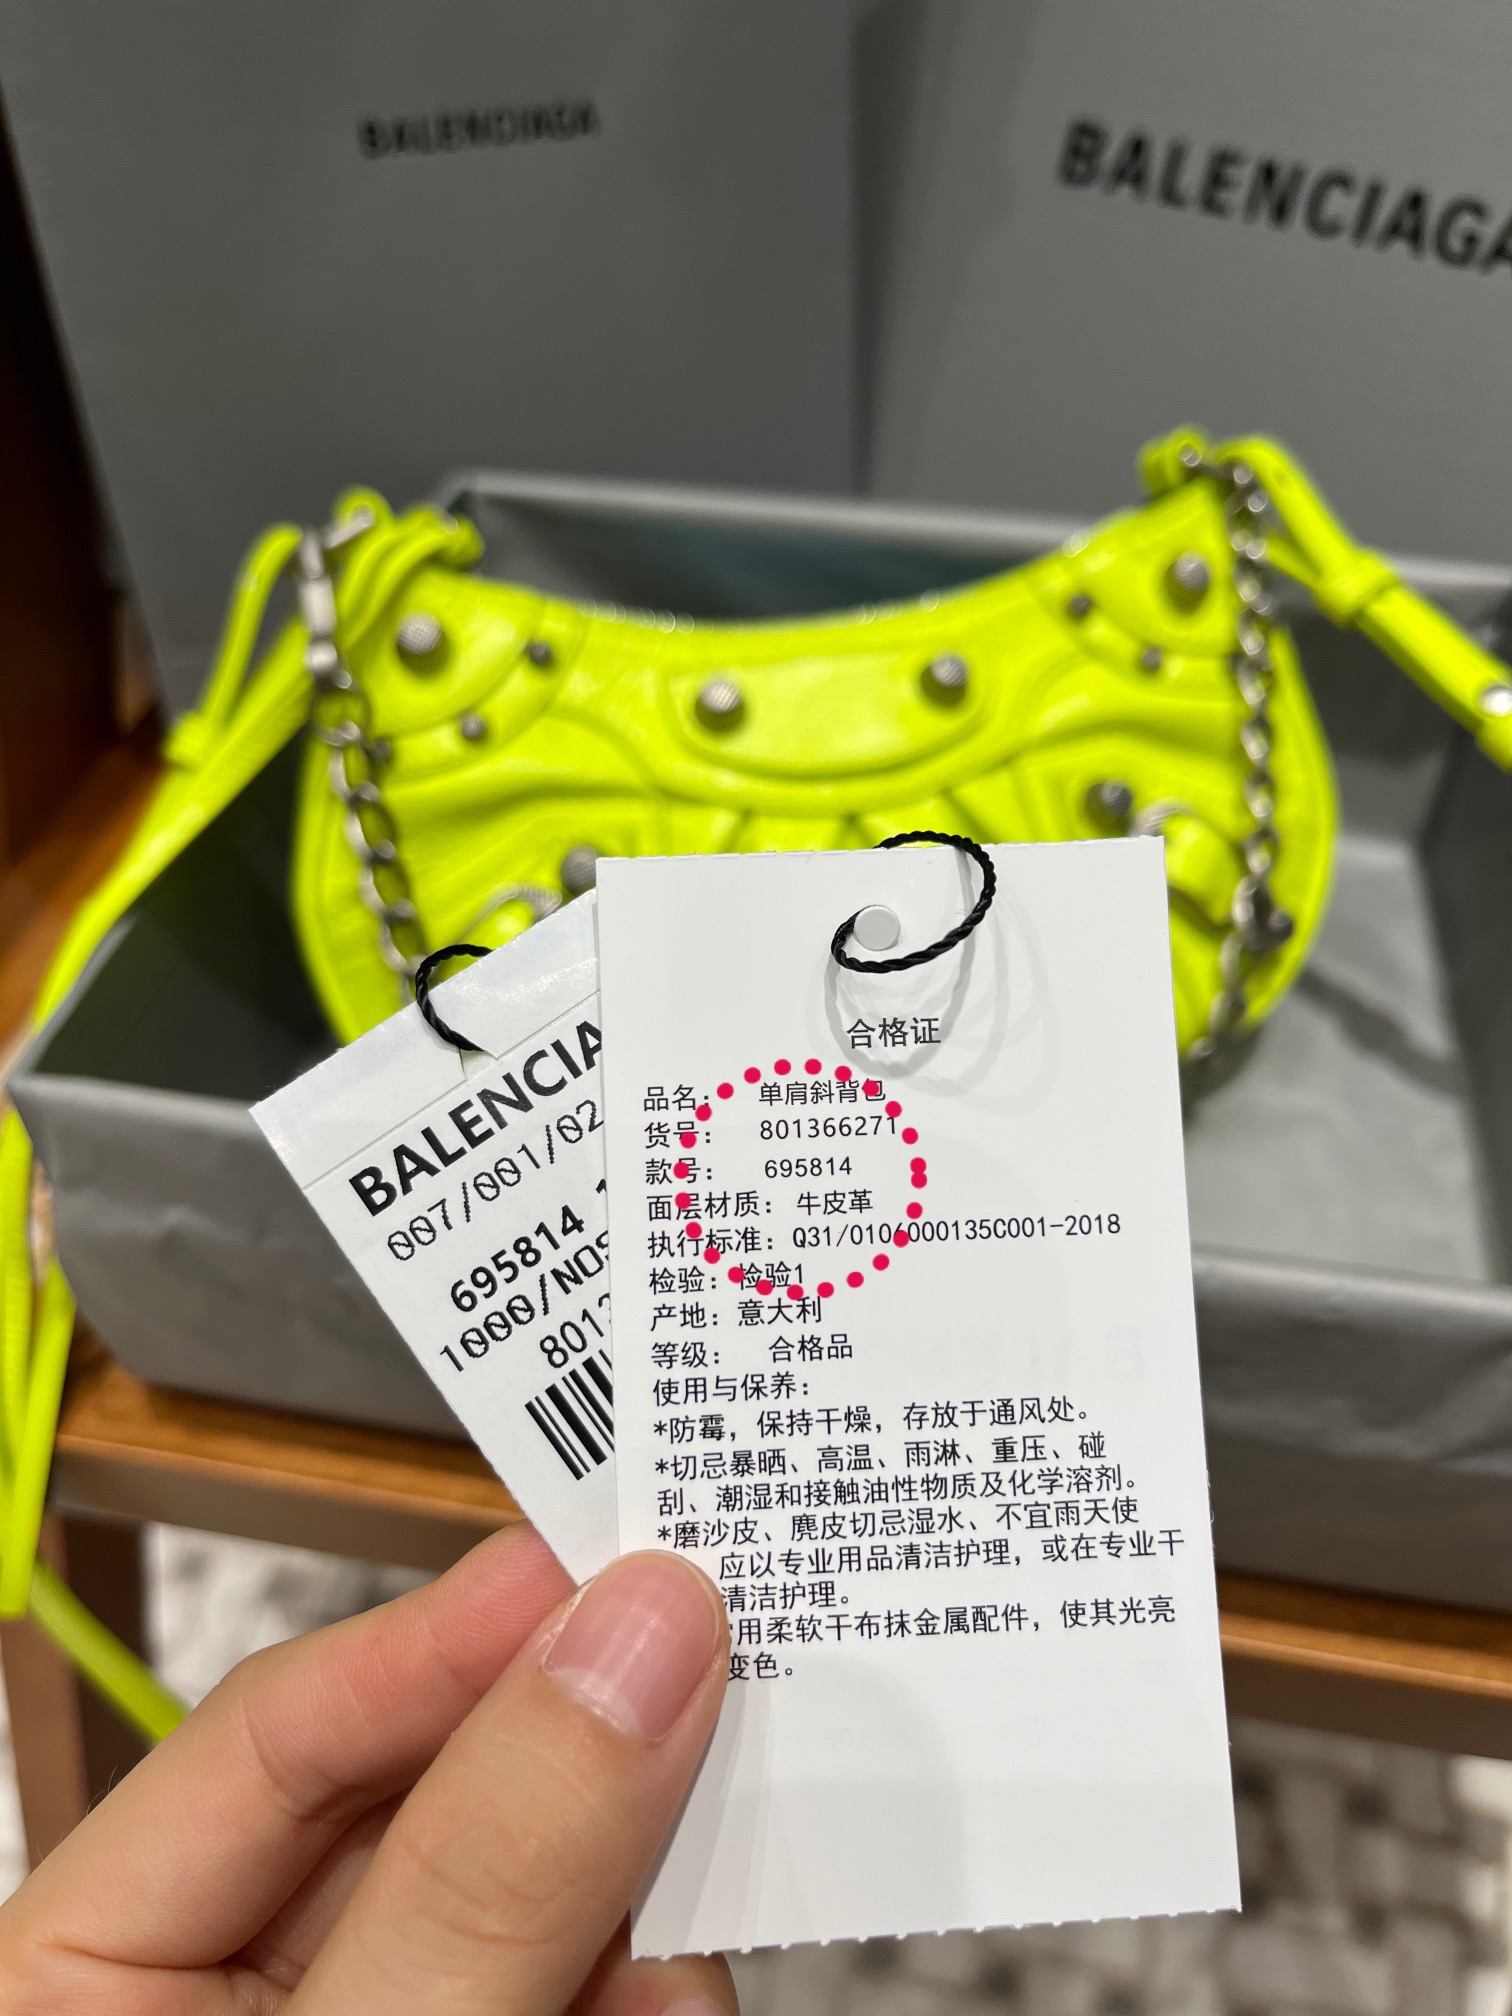 BALENCIAGA
BALENCIAGA
BALENCIA
007/001/02
695814 1
1000/NOS
801
合格证
品名: 单肩斜背包
货号: 801366271
款号: 695814
面层材质: 牛皮革
执行标准: Q31/0106000135C001-2018
检验: 检验1
产地: 意大利
等级: 合格品
使用与保养:
*防霉，保持干燥，存放于通风处。
*切忌暴晒、高温、雨淋、重压、碰
刮、潮湿和接触油性物质及化学溶剂。
*磨沙皮、麂皮切忌湿水、不宜雨天使
应以专业用品清洁护理，或在专业干
清洁护理。
用柔软干布抹金属配件，使其光亮
变色。